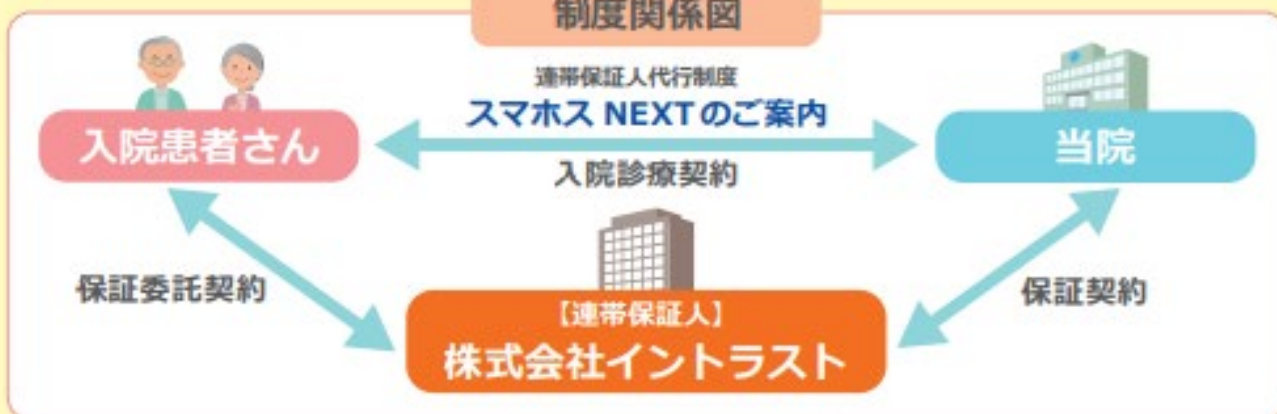 制度関係図
連帯保証人代行制度
スマホス NEXTのご案内
入院患者さん
当院
入院診療契約
保証委託契約
保証契約
【連帯保証人】
株式会社イントラスト